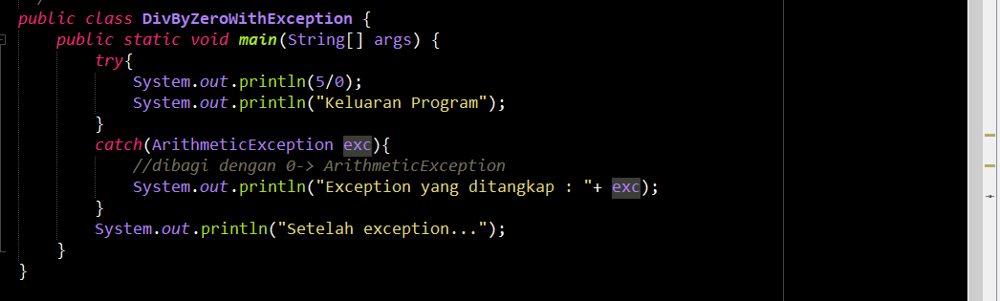 public class DivByZeroWithException {
public static void main(String[] args) {
try{
System.out.println(5/0);
System.out.println("Keluaran Program");
}
catch(ArithmeticException exc){
//dibagi dengan 0-> ArithmeticException
System.out.println("Exception yang ditangkap : "+ exc);
}
System.out.println("Setelah exception...");
}
}